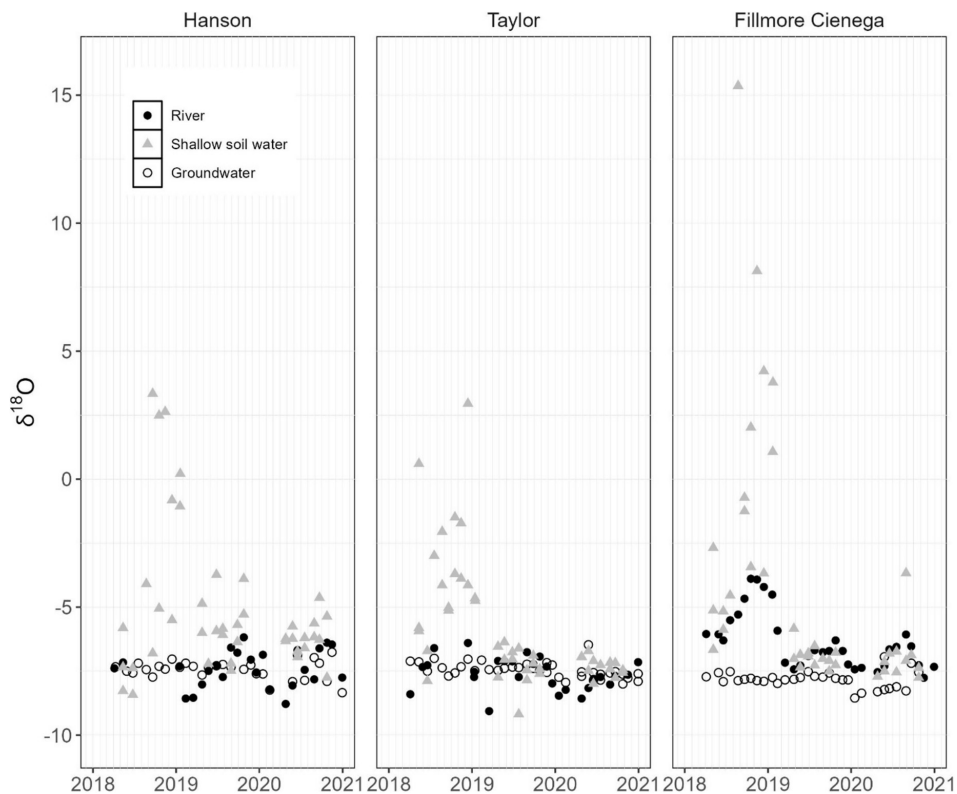 Hanson Taylor Fillmore Cienega
15
10
5
0
-5
-10
δ18O
River
Shallow soil water
Groundwater
2018 2019 2020 2021 2018 2019 2020 2021 2018 2019 2020 2021